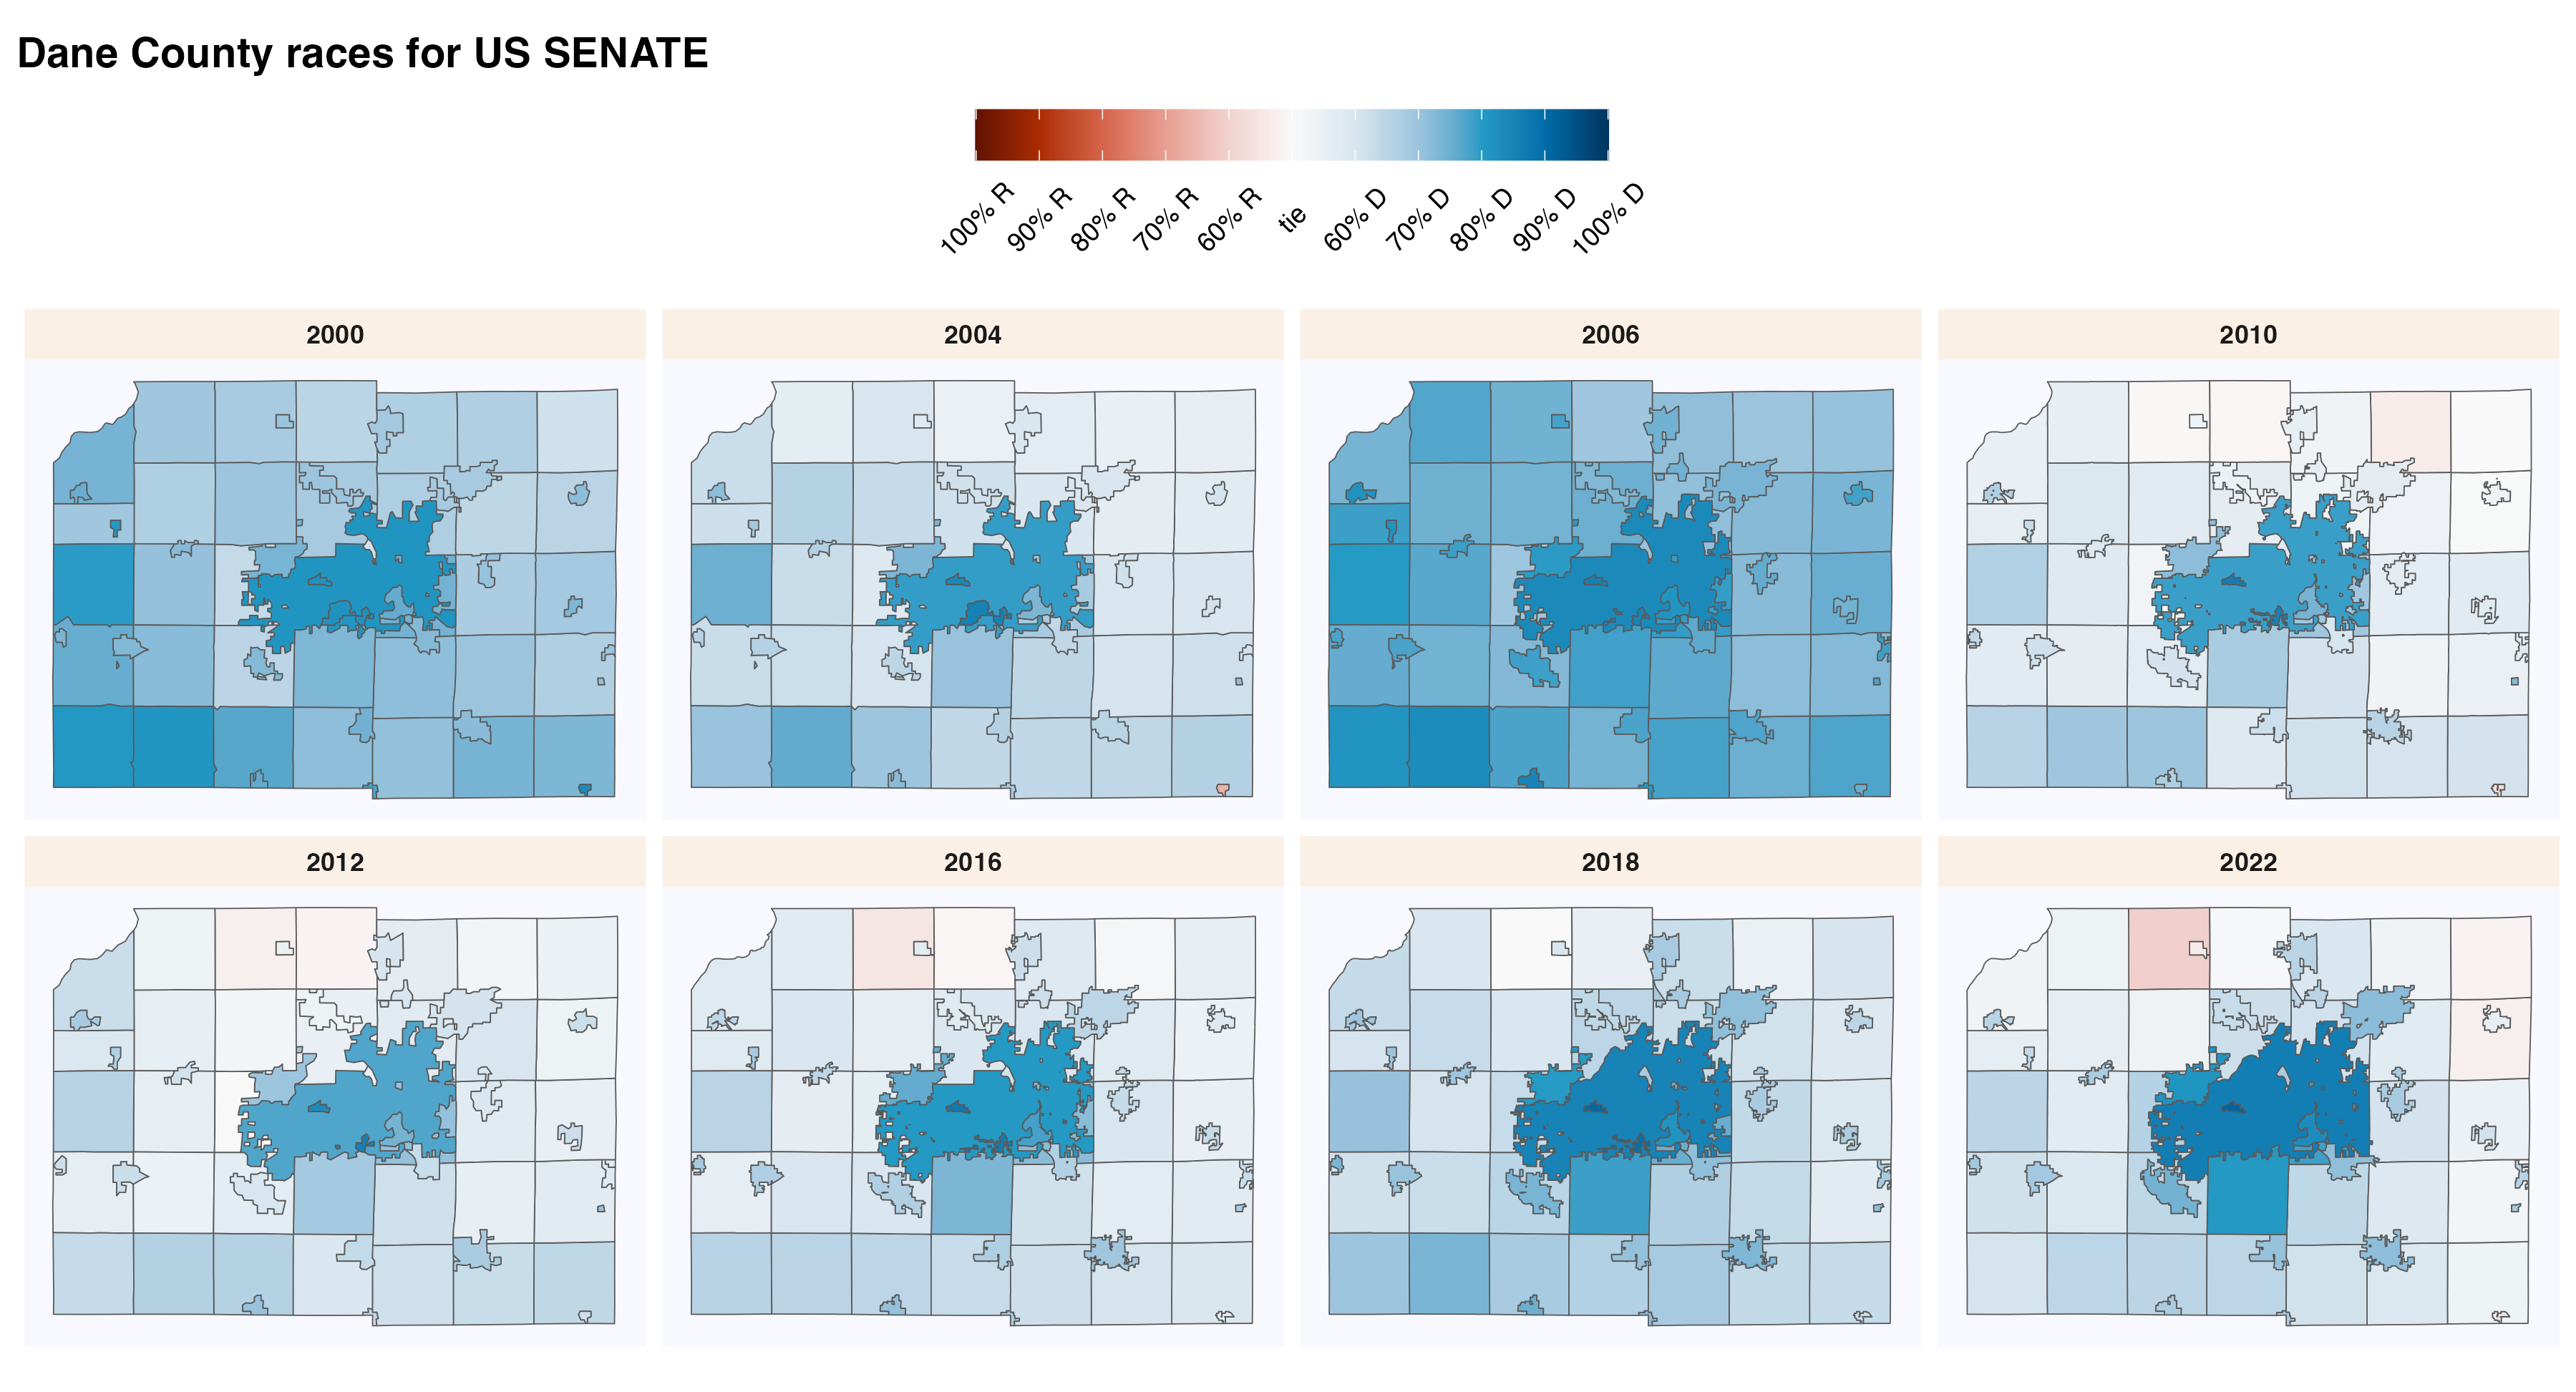 Dane County races for US SENATE
100% R
90% R
80% R
70% R
60% R
tie
60% D
70% D
80% D
90% D
100% D
2000
2004
2006
2010
2012
2016
2018
2022